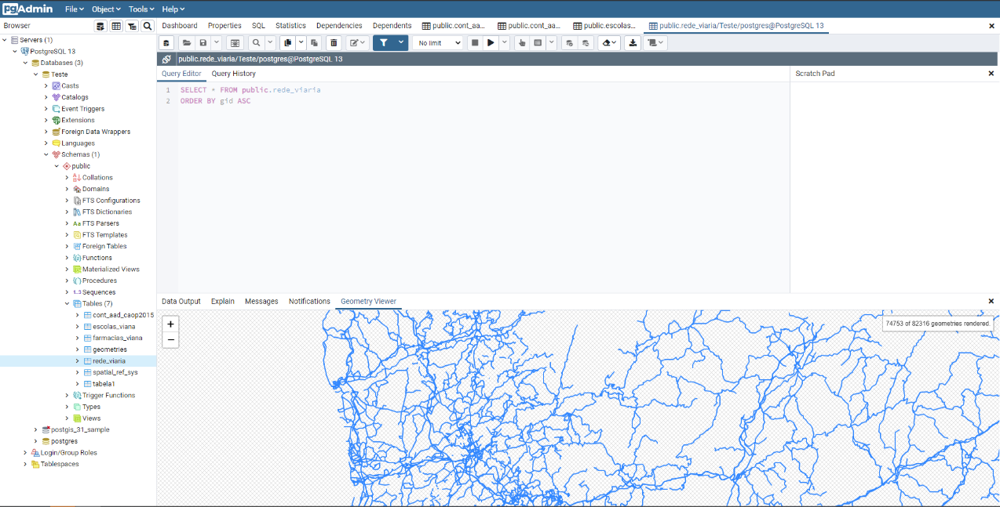 pgAdmin File Object Tools Help
Browser
Dashboard Properties SQL Statistics Dependencies Dependents public.cont_aa... public.cont_aa... public.escolas... public.rede_viaria/Teste/postgres@PostgreSQL 13
No limit
public.rede_viaria/Teste/postgres@PostgreSQL 13
Query Editor Query History
Scratch Pad
1 SELECT * FROM public.rede_viaria
2 ORDER BY gid ASC
Servers (1)
PostgreSQL 13
Databases (3)
Teste
Casts
Catalogs
Event Triggers
Extensions
Foreign Data Wrappers
Languages
Schemas (1)
public
Collations
Domains
FTS Configurations
FTS Dictionaries
Aa FTS Parsers
FTS Templates
Foreign Tables
Functions
Materialized Views
Procedures
1..3 Sequences
Tables (7)
cont_aad_caop2015
escolas_viana
farmacias_viana
geometries
rede_viaria
spatial_ref_sys
tabela1
Trigger Functions
Types
Views
postgis_31_sample
postgres
Login/Group Roles
Tablespaces
Data Output Explain Messages Notifications Geometry Viewer
+
−
74753 of 82316 geometries rendered.